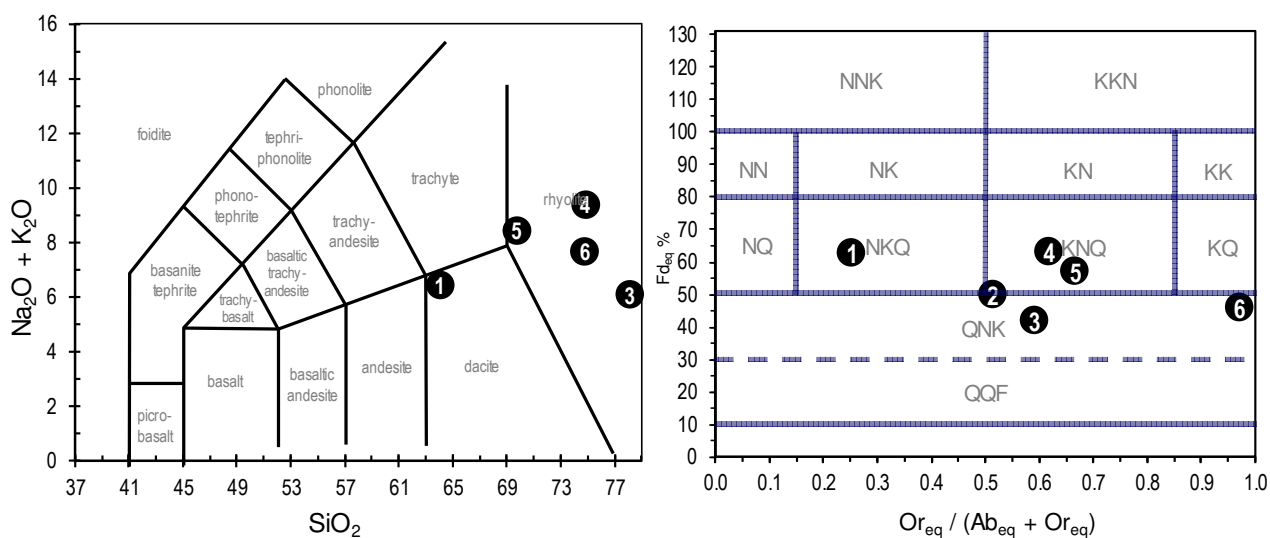 16
14
12
10
8
6
4
2
0
Na2O + K2O
37
41
45
49
53
57
61
65
69
73
77
SiO2
foidite
phonolite
tephri-
phonolite
phono-
tephrite
basanite
tephrite
trachy-
basalt
basaltic
trachy-
andesite
trachy-
andesite
trachyte
rhyolite
picro-
basalt
basalt
basaltic
andesite
andesite
dacite
1
3
4
5
6
130
120
110
100
90
80
70
60
50
40
30
20
10
0
Fdeq %
0.0
0.1
0.2
0.3
0.4
0.5
0.6
0.7
0.8
0.9
1.0
Oreq / (Abeq + Oreq)
NNK
KKN
NN
NK
KN
KK
NQ
NKQ
KNQ
KQ
QNK
QQF
1
2
3
4
5
6